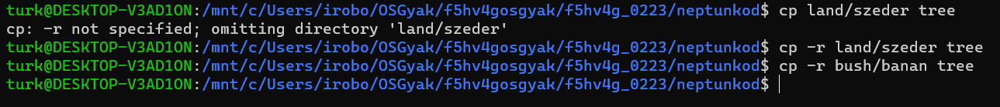 turk@DESKTOP-V3AD1ON:/mnt/c/Users/irobo/OSGyak/f5hv4gosgyak/f5hv4g_0223/neptunkod$ cp land/szeder tree
cp: -r not specified; omitting directory 'land/szeder'
turk@DESKTOP-V3AD1ON:/mnt/c/Users/irobo/OSGyak/f5hv4gosgyak/f5hv4g_0223/neptunkod$ cp -r land/szeder tree
turk@DESKTOP-V3AD1ON:/mnt/c/Users/irobo/OSGyak/f5hv4gosgyak/f5hv4g_0223/neptunkod$ cp -r bush/banan tree
turk@DESKTOP-V3AD1ON:/mnt/c/Users/irobo/OSGyak/f5hv4gosgyak/f5hv4g_0223/neptunkod$